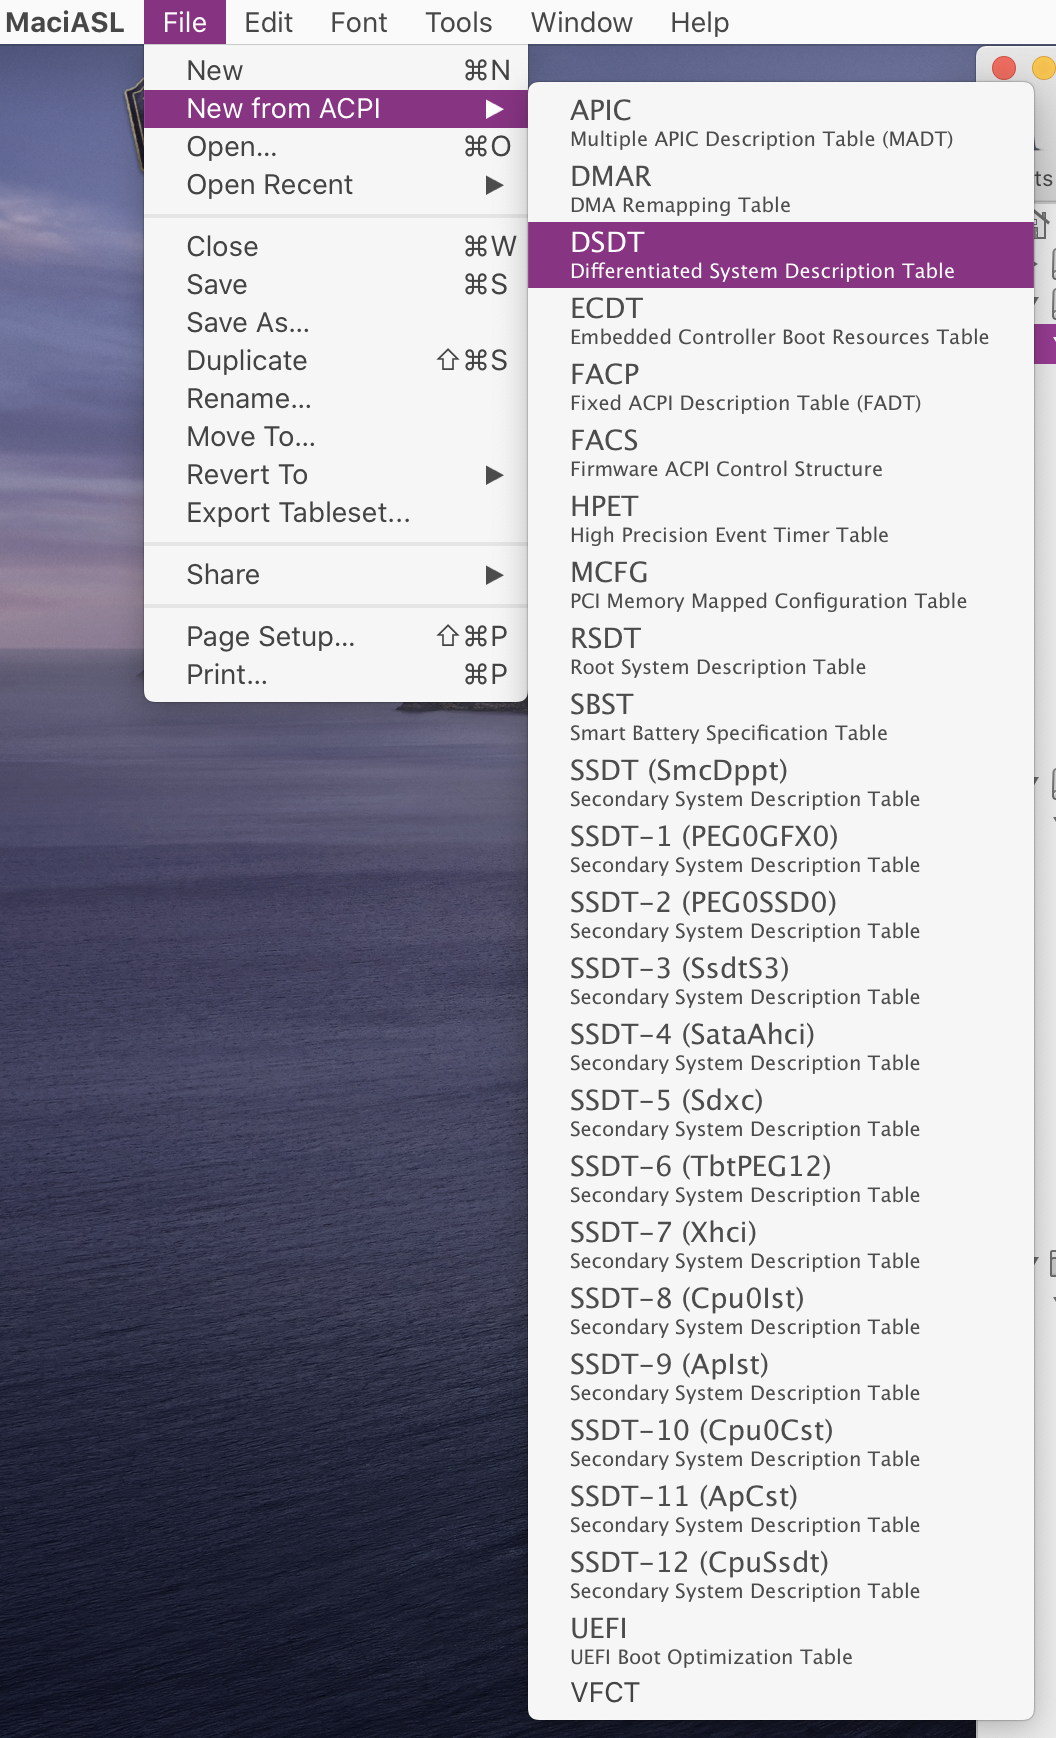 MaciASL File Edit Font Tools Window Help
New ⌘N
New from ACPI ▶
Open... ⌘O
Open Recent ▶
Close ⌘W
Save ⌘S
Save As...
Duplicate ⇧⌘S
Rename...
Move To...
Revert To ▶
Export Tableset...
Share ▶
Page Setup... ⇧⌘P
Print... ⌘P
APIC
Multiple APIC Description Table (MADT)
DMAR
DMA Remapping Table
DSDT
Differentiated System Description Table
ECDT
Embedded Controller Boot Resources Table
FACP
Fixed ACPI Description Table (FADT)
FACS
Firmware ACPI Control Structure
HPET
High Precision Event Timer Table
MCFG
PCI Memory Mapped Configuration Table
RSDT
Root System Description Table
SBST
Smart Battery Specification Table
SSDT (SmcDppt)
Secondary System Description Table
SSDT-1 (PEG0GFX0)
Secondary System Description Table
SSDT-2 (PEG0SSD0)
Secondary System Description Table
SSDT-3 (SsdtS3)
Secondary System Description Table
SSDT-4 (SataAhci)
Secondary System Description Table
SSDT-5 (Sdxc)
Secondary System Description Table
SSDT-6 (TbtPEG12)
Secondary System Description Table
SSDT-7 (Xhci)
Secondary System Description Table
SSDT-8 (Cpu0Ist)
Secondary System Description Table
SSDT-9 (ApIst)
Secondary System Description Table
SSDT-10 (Cpu0Cst)
Secondary System Description Table
SSDT-11 (ApCst)
Secondary System Description Table
SSDT-12 (CpuSsdt)
Secondary System Description Table
UEFI
UEFI Boot Optimization Table
VFCT